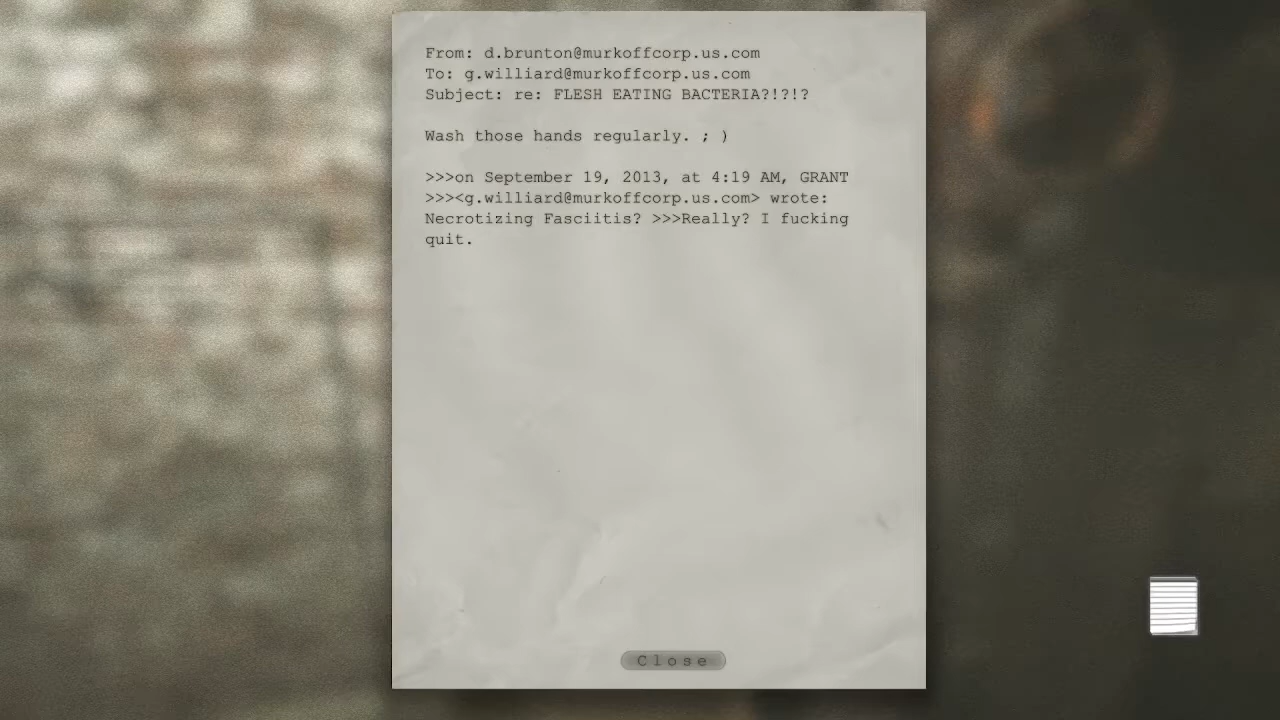 From: d.brunton@murkoffcorp.us.com
To: g.williard@murkoffcorp.us.com
Subject: re: FLESH EATING BACTERIA?!?!?
Wash those hands regularly. ; )
>>>on September 19, 2013, at 4:19 AM, GRANT
>>><g.williard@murkoffcorp.us.com> wrote:
Necrotizing Fasciitis? >>>Really? I fucking
quit.
Close